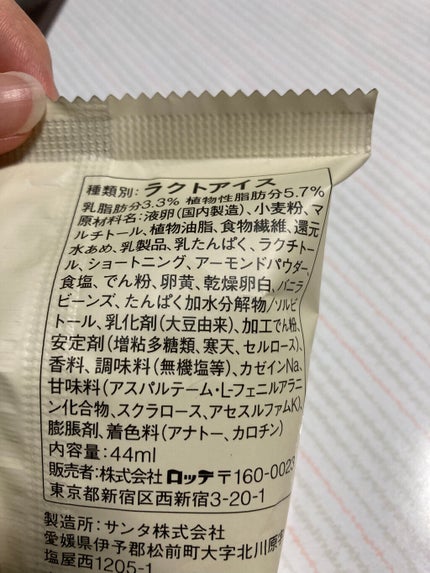 種類別: ラクトアイス
乳脂肪分3.3% 植物性脂肪分5.7%
原材料名:液卵(国内製造)、小麦粉、マ
ルチトール、植物油脂、食物繊維、還元
水あめ、乳製品、乳たんぱく、ラクチトー
ル、ショートニング、アーモンドパウダー、
食塩、でん粉、卵黄、乾燥卵白、バニラ
ビーンズ、たんぱく加水分解物/ソルビ
トール、乳化剤(大豆由来)、加工でん粉、
安定剤(増粘多糖類、寒天、セルロース)、
香料、調味料(無機塩等)、カゼインNa、
甘味料(アスパルテーム・L-フェニルアラニ
ン化合物、スクラロース、アセスルファムK)、
膨脹剤、着色料(アナトー、カロチン)
内容量:44ml
販売者:株式会社 ロッテ 〒160-0023
東京都新宿区西新宿3-20-1
製造所:サンタ株式会社
愛媛県伊予郡松前町大字北川原
塩屋西1205-1